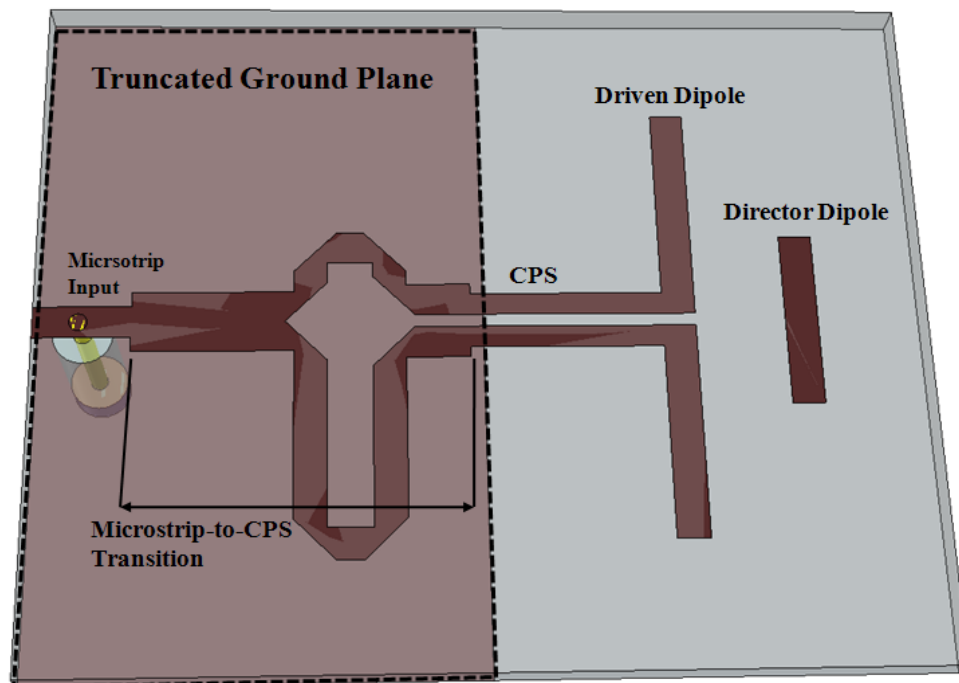 Truncated Ground Plane
Driven Dipole
Director Dipole
Micrsotrip
Input
CPS
Microstrip-to-CPS
Transition